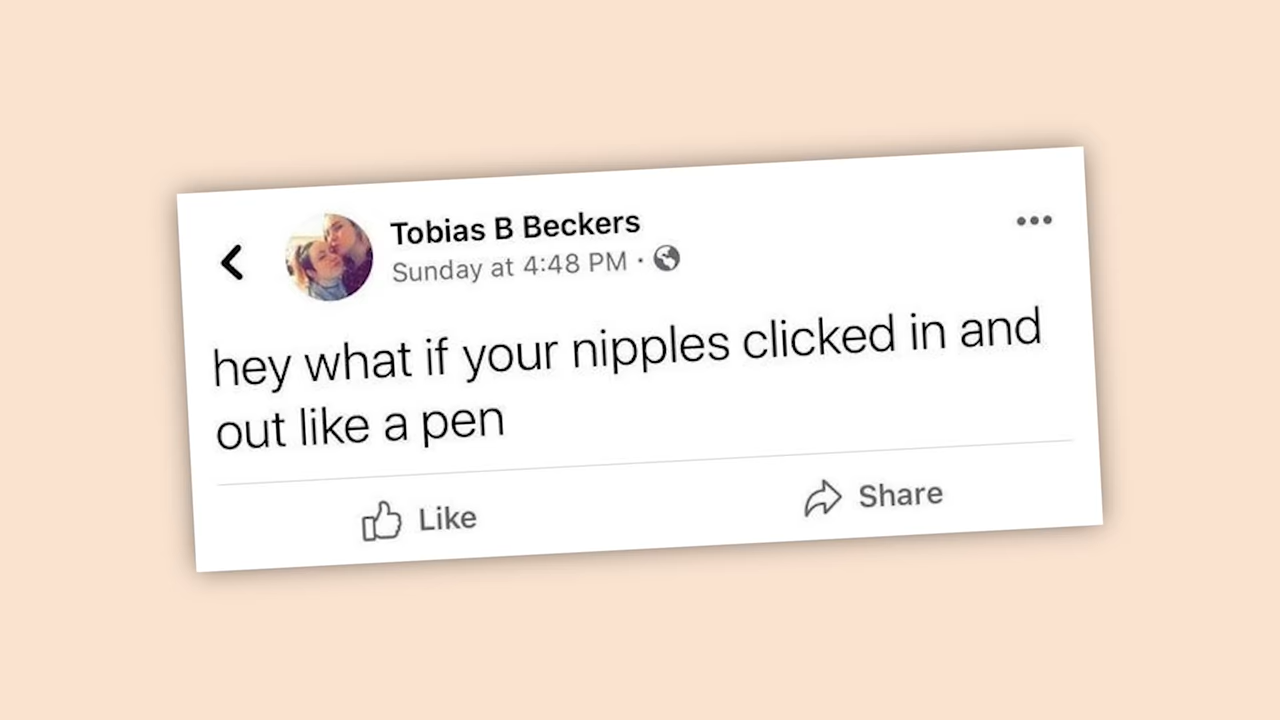 Tobias B Beckers
Sunday at 4:48 PM ·
hey what if your nipples clicked in and
out like a pen
Like
Share